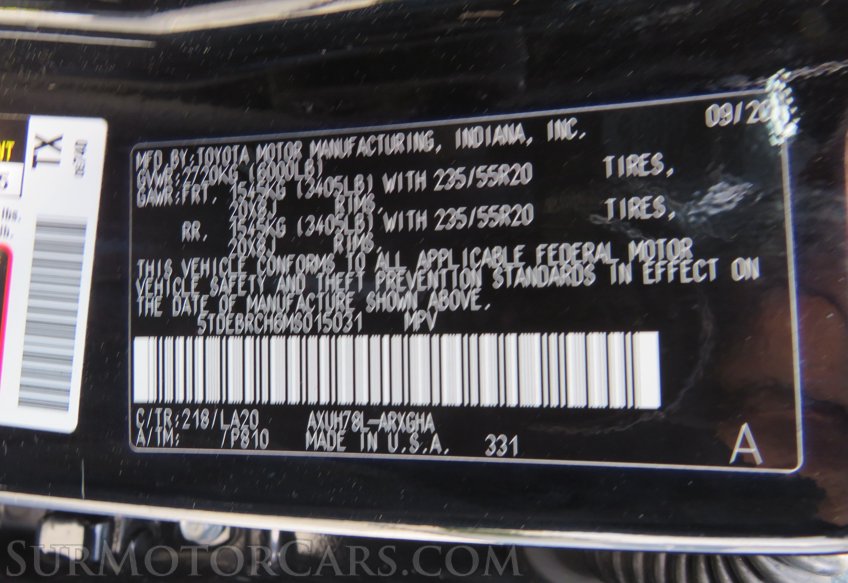 09/20
MFD BY: TOYOTA MOTOR MANUFACTURING, INDIANA, INC.
GVWR: 2720KG (6000LB)
GAWR: FRT. 1545KG (3405LB) WITH 235/55R20 TIRES,
20X8J RIMS,
RR. 1545KG (3405LB) WITH 235/55R20 TIRES,
20X8J RIMS,
THIS VEHICLE CONFORMS TO ALL APPLICABLE FEDERAL MOTOR
VEHICLE SAFETY AND THEFT PREVENTION STANDARDS IN EFFECT ON
THE DATE OF MANUFACTURE SHOWN ABOVE.
5TDEBRCH6MS015031 MPV
C/TR: 218/LA20 AXUH78L-ARXGHA
A/TM: /P810 MADE IN U.S.A. 331
A
TX
lbs.
lb.
SurMotorCars.com